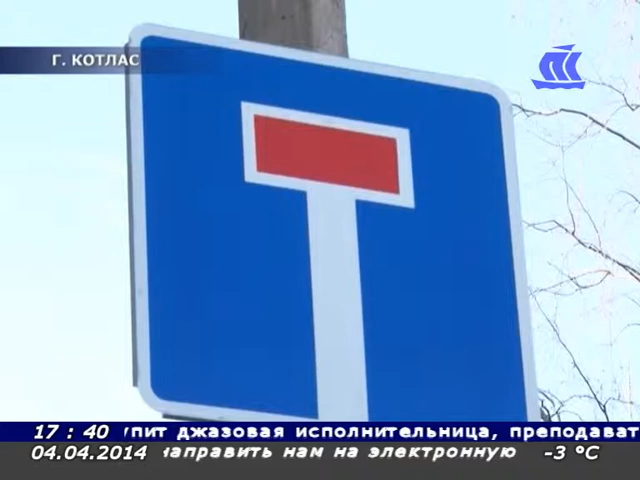 Г. КОТЛАС
17 : 40 джазовая исполнительница, преподават
04.04.2014 направить нам на электронную -3 °C